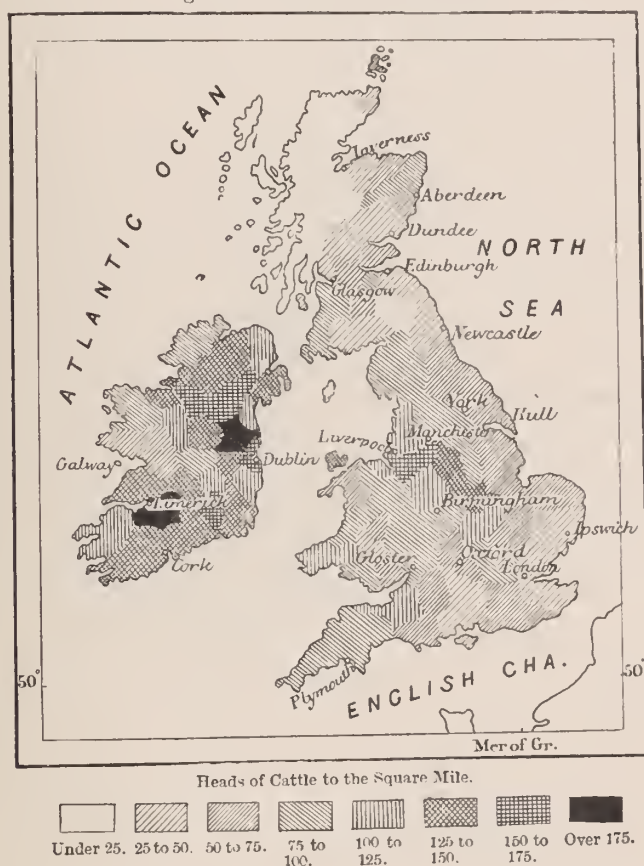 ATLANTIC OCEAN
Inverness
Aberdeen
Dundee
NORTH
Edinburgh
Glasgow
SEA
Newcastle
York
Hull
Manchester
Liverpool
Galway
Dublin
Limerick
Birmingham
Ipswich
Cork
Gloster
Oxford
London
50°
50°
Plymouth
ENGLISH CHA.
Mer of Gr.
Heads of Cattle to the Square Mile.
Under 25. 25 to 50. 50 to 75. 75 to 100. 100 to 125. 125 to 150. 150 to 175. Over 175.